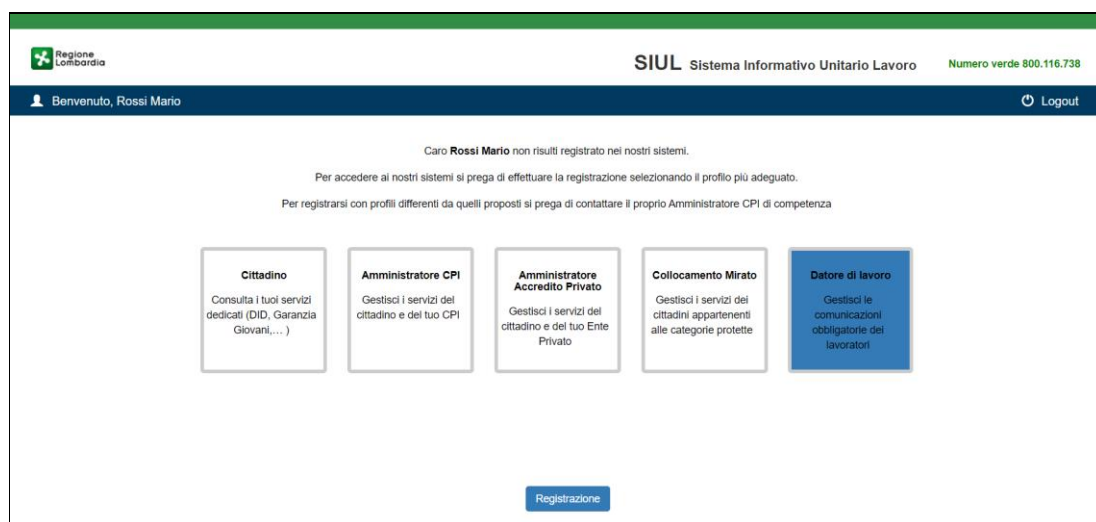 Regione
Lombardia
SIUL Sistema Informativo Unitario Lavoro
Numero verde 800.116.738
Benvenuto, Rossi Mario
Logout
Caro Rossi Mario non risulti registrato nei nostri sistemi.
Per accedere ai nostri sistemi si prega di effettuare la registrazione selezionando il profilo più adeguato.
Per registrarsi con profili differenti da quelli proposti si prega di contattare il proprio Amministratore CPI di competenza
Cittadino
Consulta i tuoi servizi
dedicati (DID, Garanzia
Giovani,... )
Amministratore CPI
Gestisci i servizi del
cittadino e del tuo CPI
Amministratore
Accredito Privato
Gestisci i servizi del
cittadino e del tuo Ente
Privato
Collocamento Mirato
Gestisci i servizi dei
cittadini appartenenti
alle categorie protette
Datore di lavoro
Gestisci le
comunicazioni
obbligatorie dei
lavoratori
Registrazione